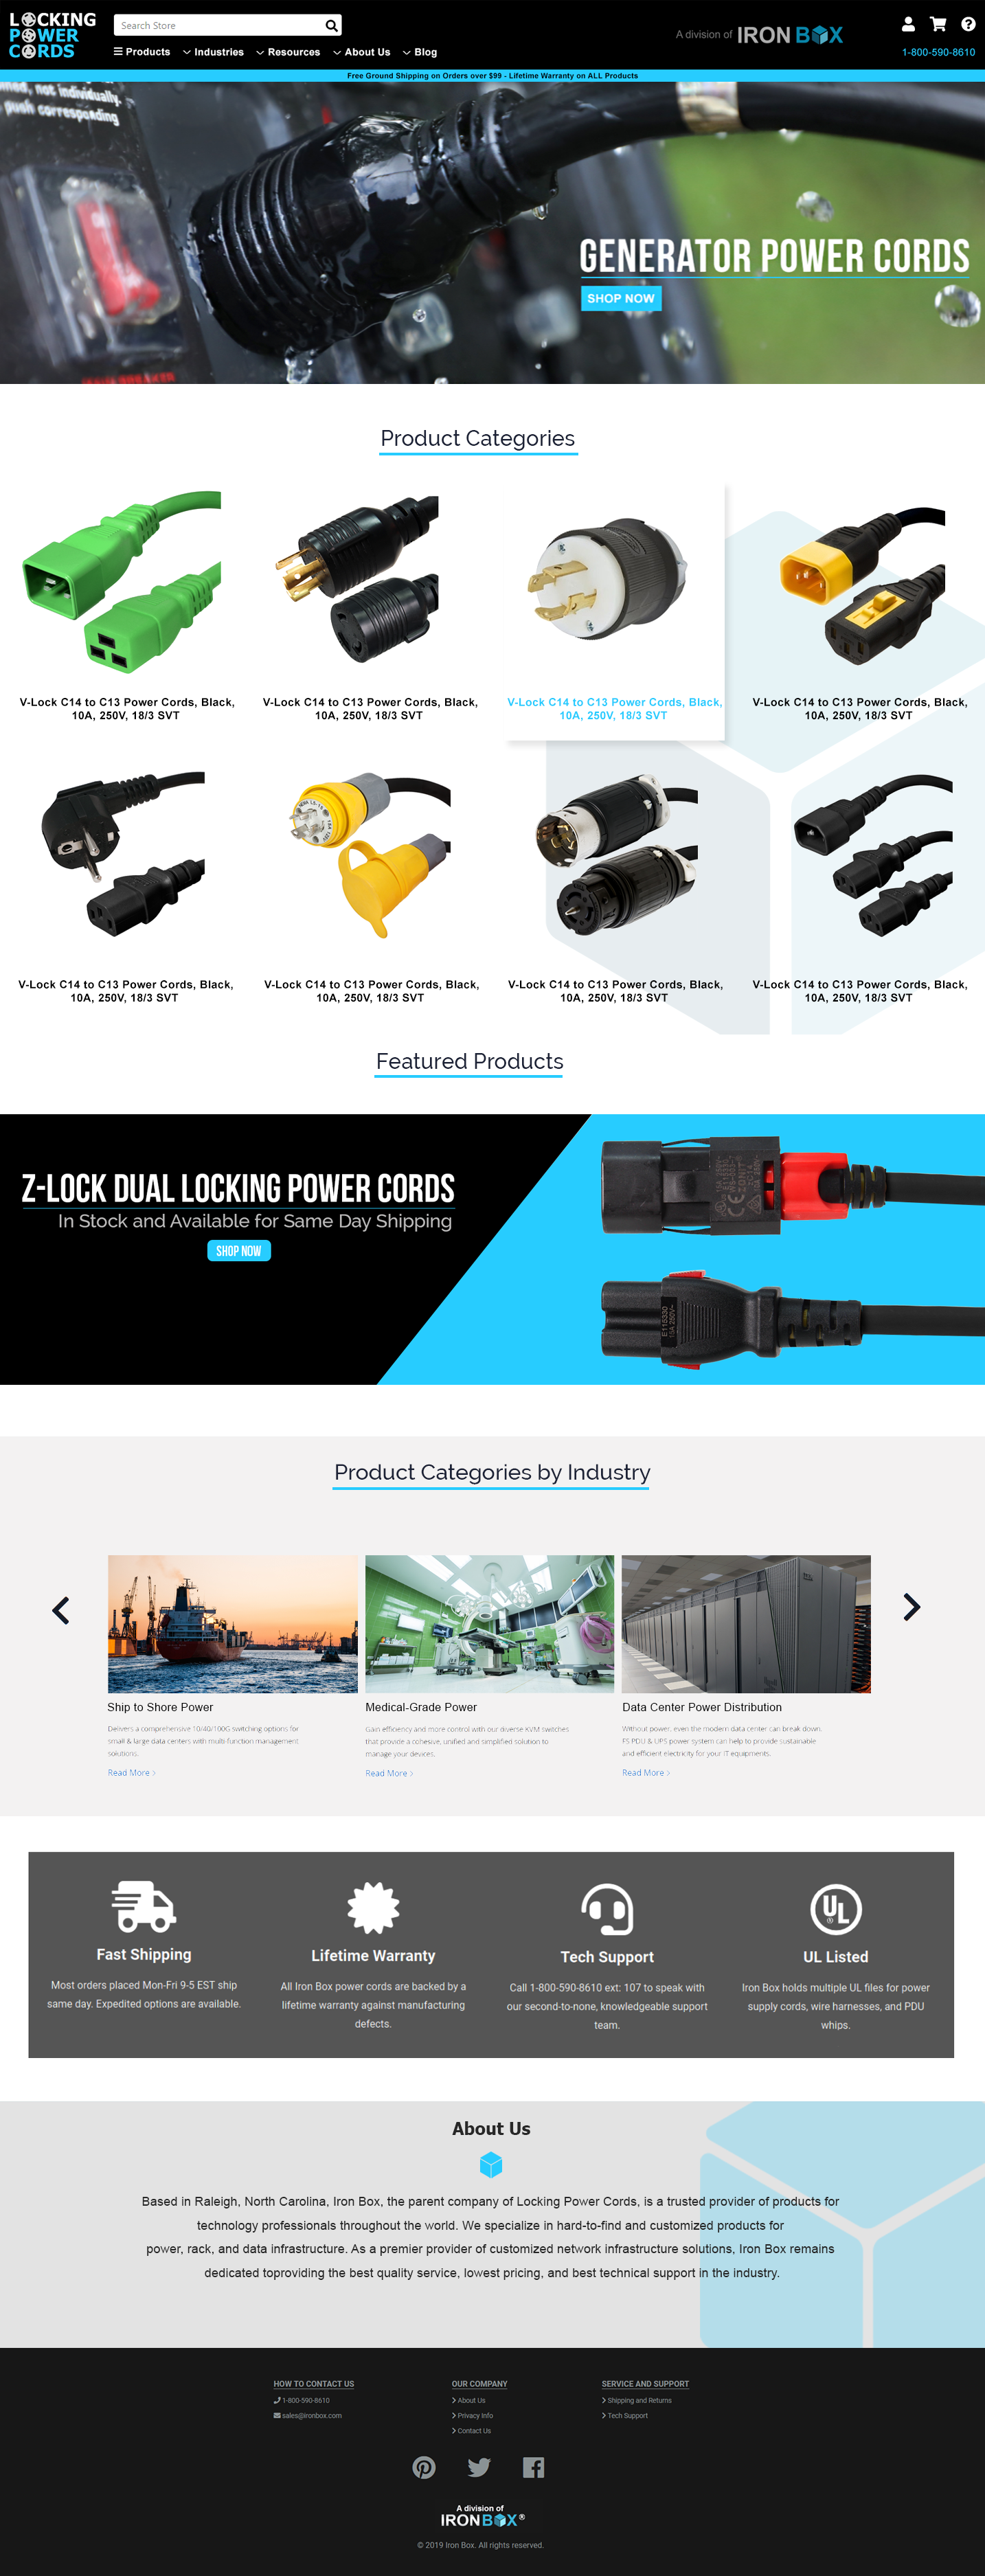 LOCKING
POWER
CORDS
Search Store
Products
Industries
Resources
About Us
Blog
A division of IRON BOX
1-800-590-8610
Free Ground Shipping on Orders over $99 - Lifetime Warranty on ALL Products
not, not individually.
push corresponding
GENERATOR POWER CORDS
SHOP NOW
Product Categories
V-Lock C14 to C13 Power Cords, Black,
10A, 250V, 18/3 SVT
V-Lock C14 to C13 Power Cords, Black,
10A, 250V, 18/3 SVT
V-Lock C14 to C13 Power Cords, Black,
10A, 250V, 18/3 SVT
V-Lock C14 to C13 Power Cords, Black,
10A, 250V, 18/3 SVT
V-Lock C14 to C13 Power Cords, Black,
10A, 250V, 18/3 SVT
V-Lock C14 to C13 Power Cords, Black,
10A, 250V, 18/3 SVT
V-Lock C14 to C13 Power Cords, Black,
10A, 250V, 18/3 SVT
V-Lock C14 to C13 Power Cords, Black,
10A, 250V, 18/3 SVT
Featured Products
Z-LOCK DUAL LOCKING POWER CORDS
In Stock and Available for Same Day Shipping
SHOP NOW
Product Categories by Industry
Ship to Shore Power
Delivers a comprehensive 10/40/100G switching options for
small & large data centers with multi-function management
solutions.
Read More
Medical-Grade Power
Gain efficiency and more control with our diverse KVM switches
that provide a cohesive, unified and simplified solution to
manage your devices.
Read More
Data Center Power Distribution
Without power, even the modern data center can break down.
FS PDU & UPS power system can help to provide sustainable
and efficient electricity for your IT equipments.
Read More
Fast Shipping
Most orders placed Mon-Fri 9-5 EST ship
same day. Expedited options are available.
Lifetime Warranty
All Iron Box power cords are backed by a
lifetime warranty against manufacturing
defects.
Tech Support
Call 1-800-590-8610 ext: 107 to speak with
our second-to-none, knowledgeable support
team.
UL
UL Listed
Iron Box holds multiple UL files for power
supply cords, wire harnesses, and PDU
whips.
About Us
Based in Raleigh, North Carolina, Iron Box, the parent company of Locking Power Cords, is a trusted provider of products for
technology professionals throughout the world. We specialize in hard-to-find and customized products for
power, rack, and data infrastructure. As a premier provider of customized network infrastructure solutions, Iron Box remains
dedicated toproviding the best quality service, lowest pricing, and best technical support in the industry.
HOW TO CONTACT US
1-800-590-8610
sales@ironbox.com
OUR COMPANY
About Us
Privacy Info
Contact Us
SERVICE AND SUPPORT
Shipping and Returns
Tech Support
A division of
IRONBOX®
© 2019 Iron Box. All rights reserved.